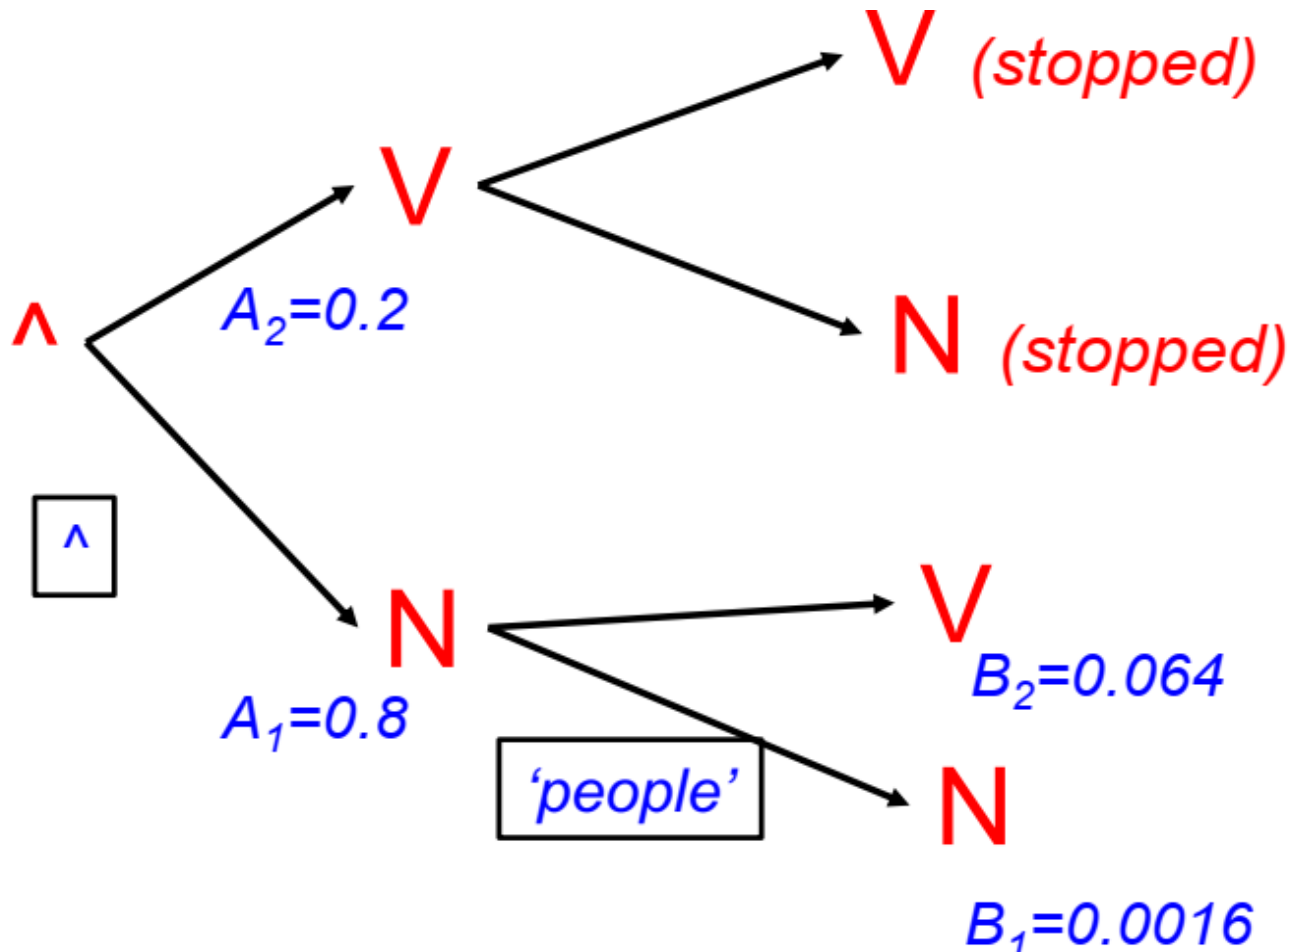 V (stopped)
V
^
A2=0.2
N (stopped)
^
N
A1=0.8
V
B2=0.064
‘people’
N
B1=0.0016